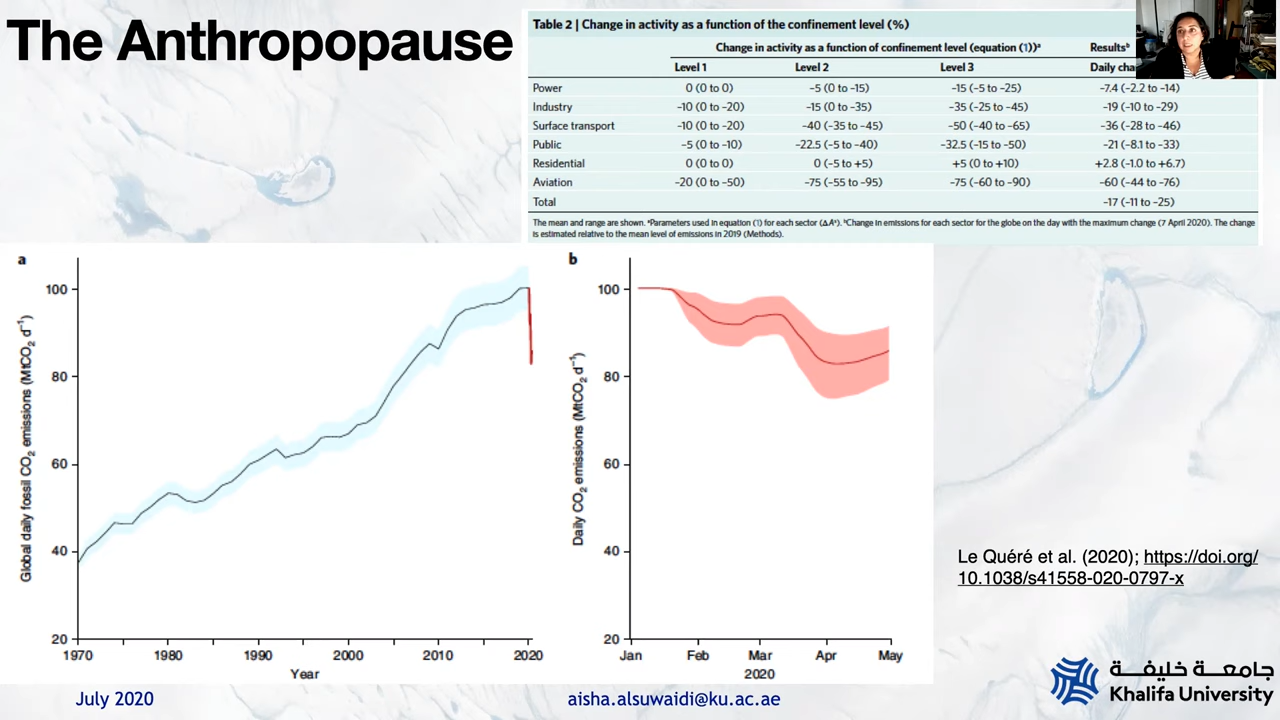 The Anthropopause
Table 2 | Change in activity as a function of the confinement level (%)
Change in activity as a function of confinement level (equation (1))ᵃ Resultsᵇ
Level 1 Level 2 Level 3 Daily
Power 0 (0 to 0) –5 (0 to –15) –15 (–5 to –25) –7.4 (–2.2 to –14)
Industry –10 (0 to –20) –15 (0 to –35) –35 (–25 to –45) –19 (–10 to –29)
Surface transport –10 (0 to –20) –40 (–35 to –45) –50 (–40 to –65) –36 (–28 to –46)
Public –5 (0 to –10) –22.5 (–5 to –40) –32.5 (–15 to –50) –21 (–8.1 to –33)
Residential 0 (0 to 0) 0 (–5 to +5) +5 (0 to +10) +2.8 (–1.0 to +6.7)
Aviation –20 (0 to –50) –75 (–55 to –95) –75 (–60 to –90) –60 (–44 to –76)
Total –17 (–11 to –25)
The mean and range are shown. ᵃParameters used in equation (1) for each sector (ΔAˢ). ᵇChange in emissions for each sector for the globe on the day with the maximum change (7 April 2020). The change
is estimated relative to the mean level of emissions in 2019 (Methods).
a
Global daily fossil CO₂ emissions (MtCO₂ d⁻¹)
100
80
60
40
20
1970 1980 1990 2000 2010 2020
Year
b
Daily CO₂ emissions (MtCO₂ d⁻¹)
100
80
60
40
20
Jan Feb Mar Apr May
2020
Le Quéré et al. (2020); https://doi.org/
10.1038/s41558-020-0797-x
July 2020
aisha.alsuwaidi@ku.ac.ae
جامعة خليفة
Khalifa University